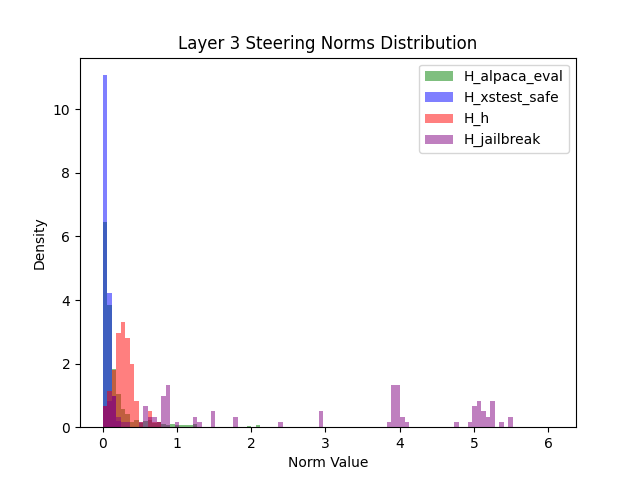 Layer 3 Steering Norms Distribution
H_alpaca_eval
H_xstest_safe
H_h
H_jailbreak
Density
10
8
6
4
2
0
0 1 2 3 4 5 6
Norm Value